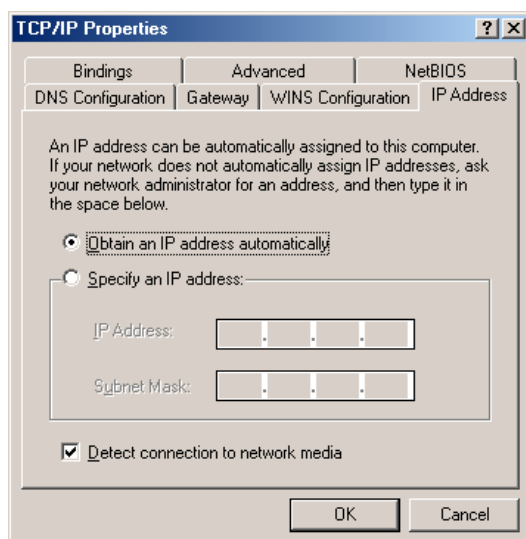 TCP/IP Properties
Bindings Advanced NetBIOS
DNS Configuration Gateway WINS Configuration IP Address
An IP address can be automatically assigned to this computer.
If your network does not automatically assign IP addresses, ask
your network administrator for an address, and then type it in
the space below.
Obtain an IP address automatically
Specify an IP address:
IP Address:
Subnet Mask:
Detect connection to network media
OK Cancel